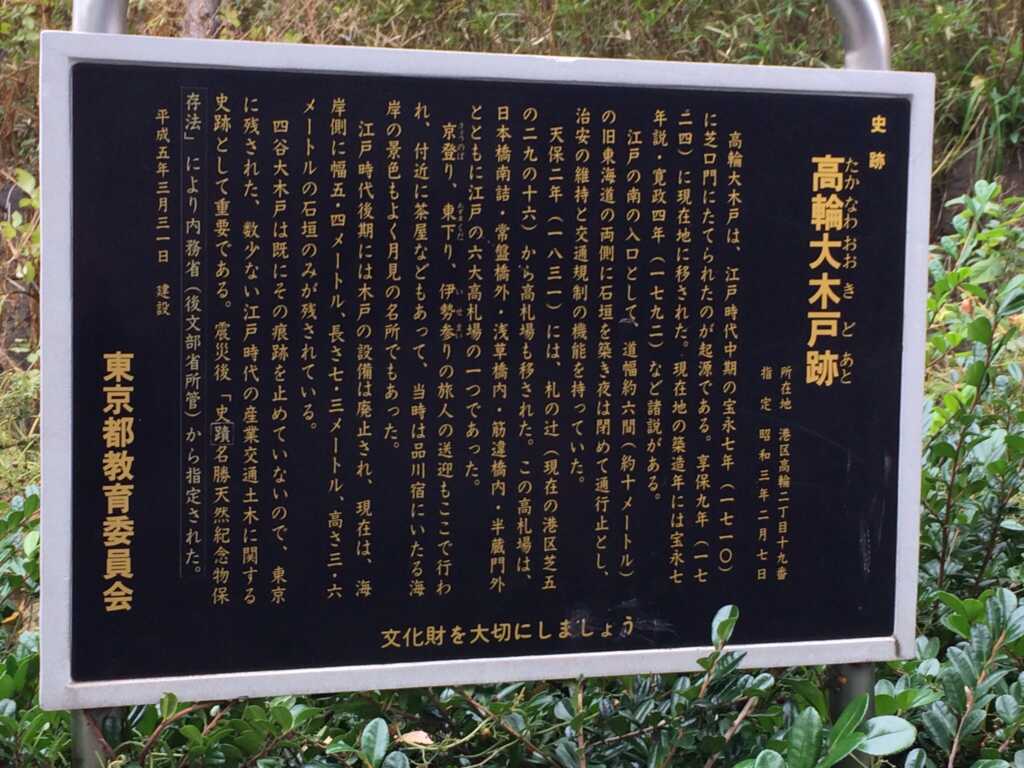 史跡
高輪大木戸跡
たかなわおおきどあと
所在地　港区高輪二丁目十九番
指　定　昭和三年二月七日
高輪大木戸は、江戸時代中期の宝永七年（一七一〇）
に芝口門にたてられたのが起源である。享保九年（一七
二四）に現在地に移された。現在地の築造年には宝永七
年説・寛政四年（一七九二）など諸説がある。
江戸の南の入口として、道幅約六間（約十メートル）
の旧東海道の両側に石垣を築き夜は閉めて通行止とし、
治安の維持と交通規制の機能を持っていた。
天保二年（一八三一）には、札の辻（現在の港区芝五
の二九の十六）から高札場も移された。この高札場は、
日本橋南詰・常盤橋外・浅草橋内・筋違橋内・半蔵門外
とともに江戸の六大高札場の一つであった。
京登り、東下り、伊勢参りの旅人の送迎もここで行わ
れ、付近に茶屋などもあって、当時は品川宿にいたる海
岸の景色もよく月見の名所でもあった。
江戸時代後期には木戸の設備は廃止され、現在は、海
岸側に幅五・四メートル、長さ七・三メートル、高さ三・六
メートルの石垣のみが残されている。
四谷大木戸は既にその痕跡を止めていないので、東京
に残された、数少ない江戸時代の産業交通土木に関する
史跡として重要である。震災後「史蹟名勝天然紀念物保
存法」により内務省（後文部省所管）から指定された。
平成五年三月三一日　建設
東京都教育委員会
文化財を大切にしましょう